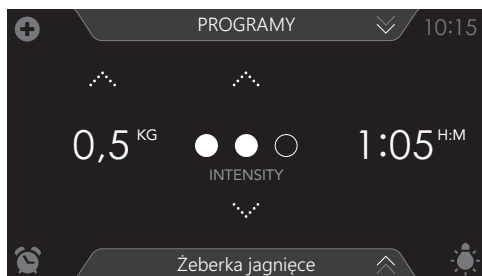 PROGRAMY 10:15
0,5 KG 1:05 H:M
INTENSITY
Żeberka jagnięce